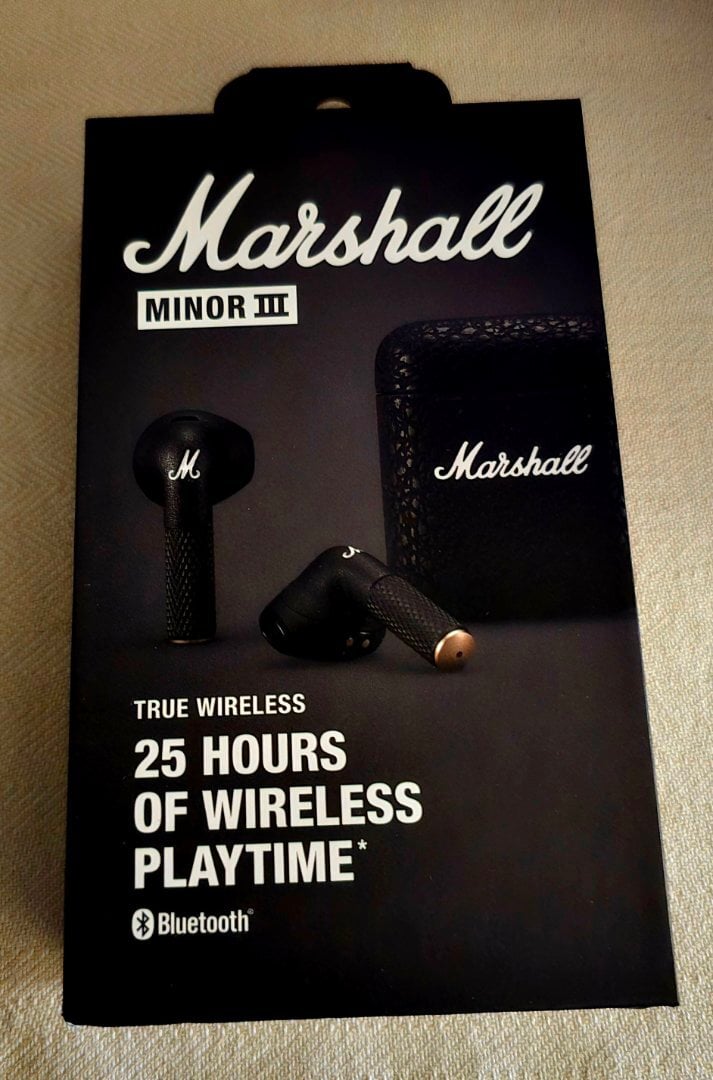 Marshall
MINOR III
M
Marshall
TRUE WIRELESS
25 HOURS
OF WIRELESS
PLAYTIME*
Bluetooth®